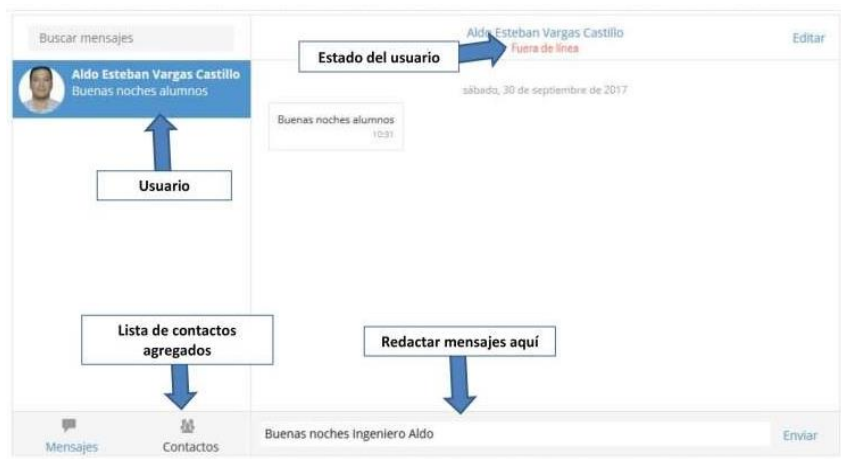 Buscar mensajes
Aldo Esteban Vargas Castillo
Fuera de línea
Editar
Estado del usuario
Aldo Esteban Vargas Castillo
Buenas noches alumnos
sábado, 30 de septiembre de 2017
Buenas noches alumnos
10:31
Usuario
Lista de contactos
agregados
Redactar mensajes aquí
Mensajes
Contactos
Buenas noches Ingeniero Aldo
Enviar